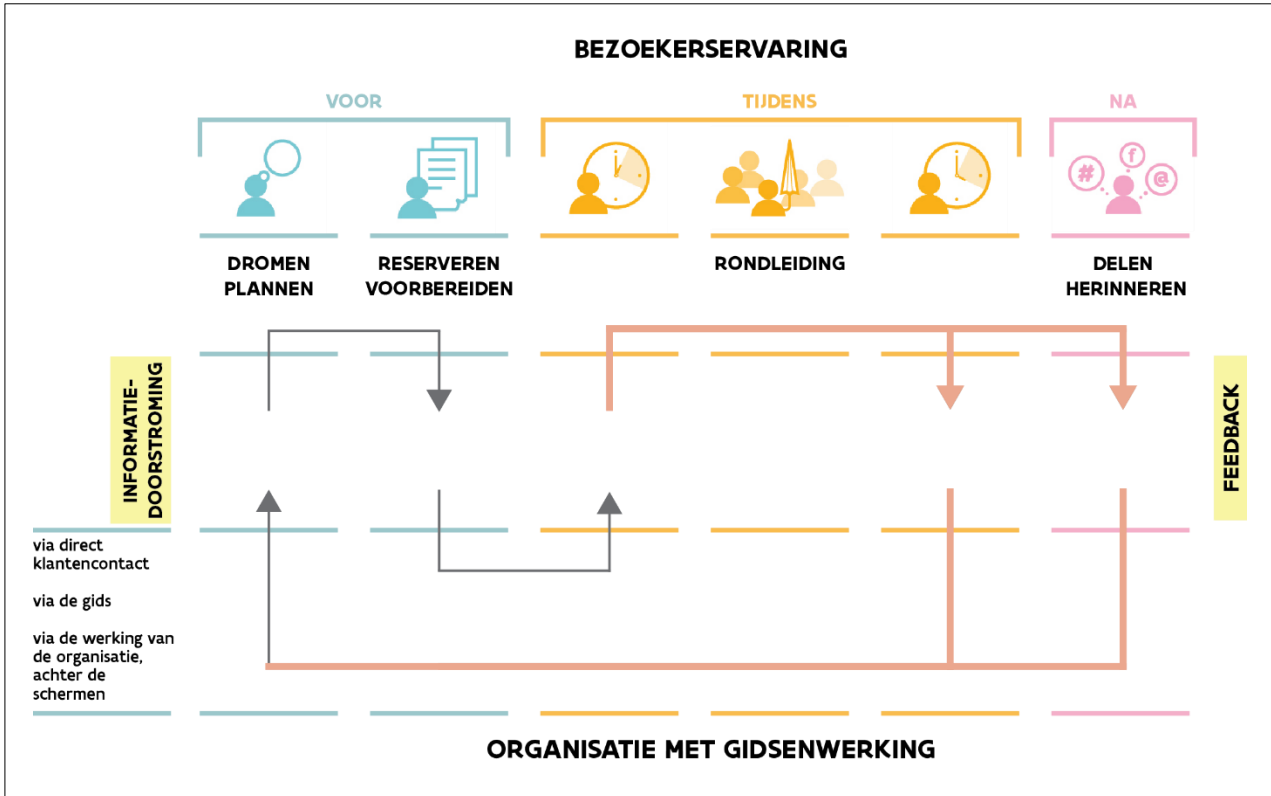 BEZOEKERSERVARING
VOOR
TIJDENS
NA
#
f
@
DROMEN
PLANNEN
RESERVEREN
VOORBEREIDEN
RONDLEIDING
DELEN
HERINNEREN
INFORMATIE-
DOORSTROMING
FEEDBACK
via direct
klantencontact
via de gids
via de werking van
de organisatie,
achter de
schermen
ORGANISATIE MET GIDSENWERKING